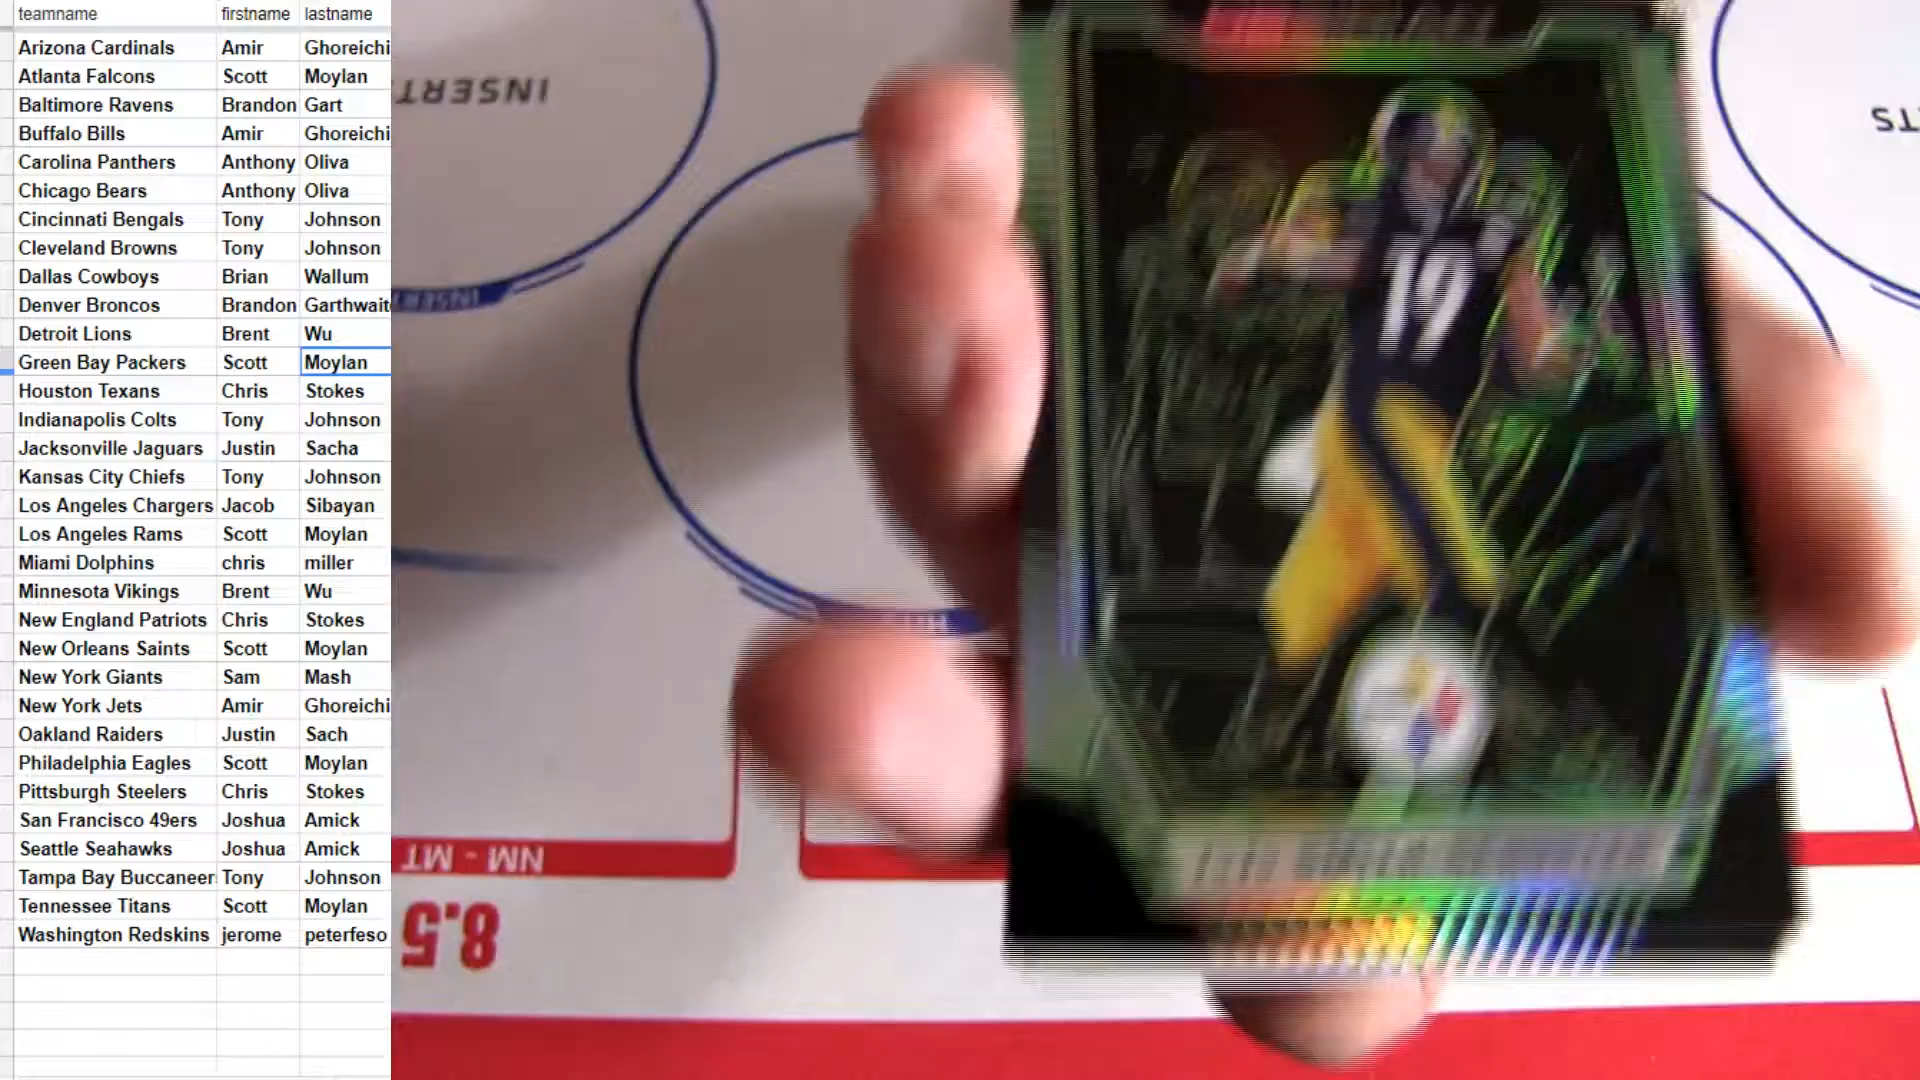 teamname firstname lastname
Arizona Cardinals Amir Ghoreichi
Atlanta Falcons Scott Moylan
Baltimore Ravens Brandon Gart
Buffalo Bills Amir Ghoreichi
Carolina Panthers Anthony Oliva
Chicago Bears Anthony Oliva
Cincinnati Bengals Tony Johnson
Cleveland Browns Tony Johnson
Dallas Cowboys Brian Wallum
Denver Broncos Brandon Garthwait
Detroit Lions Brent Wu
Green Bay Packers Scott Moylan
Houston Texans Chris Stokes
Indianapolis Colts Tony Johnson
Jacksonville Jaguars Justin Sacha
Kansas City Chiefs Tony Johnson
Los Angeles Chargers Jacob Sibayan
Los Angeles Rams Scott Moylan
Miami Dolphins chris miller
Minnesota Vikings Brent Wu
New England Patriots Chris Stokes
New Orleans Saints Scott Moylan
New York Giants Sam Mash
New York Jets Amir Ghoreichi
Oakland Raiders Justin Sach
Philadelphia Eagles Scott Moylan
Pittsburgh Steelers Chris Stokes
San Francisco 49ers Joshua Amick
Seattle Seahawks Joshua Amick
Tampa Bay Buccaneer Tony Johnson
Tennessee Titans Scott Moylan
Washington Redskins jerome peterfeso
INSERT
INSERT
TS
19
NM - MT
8.5